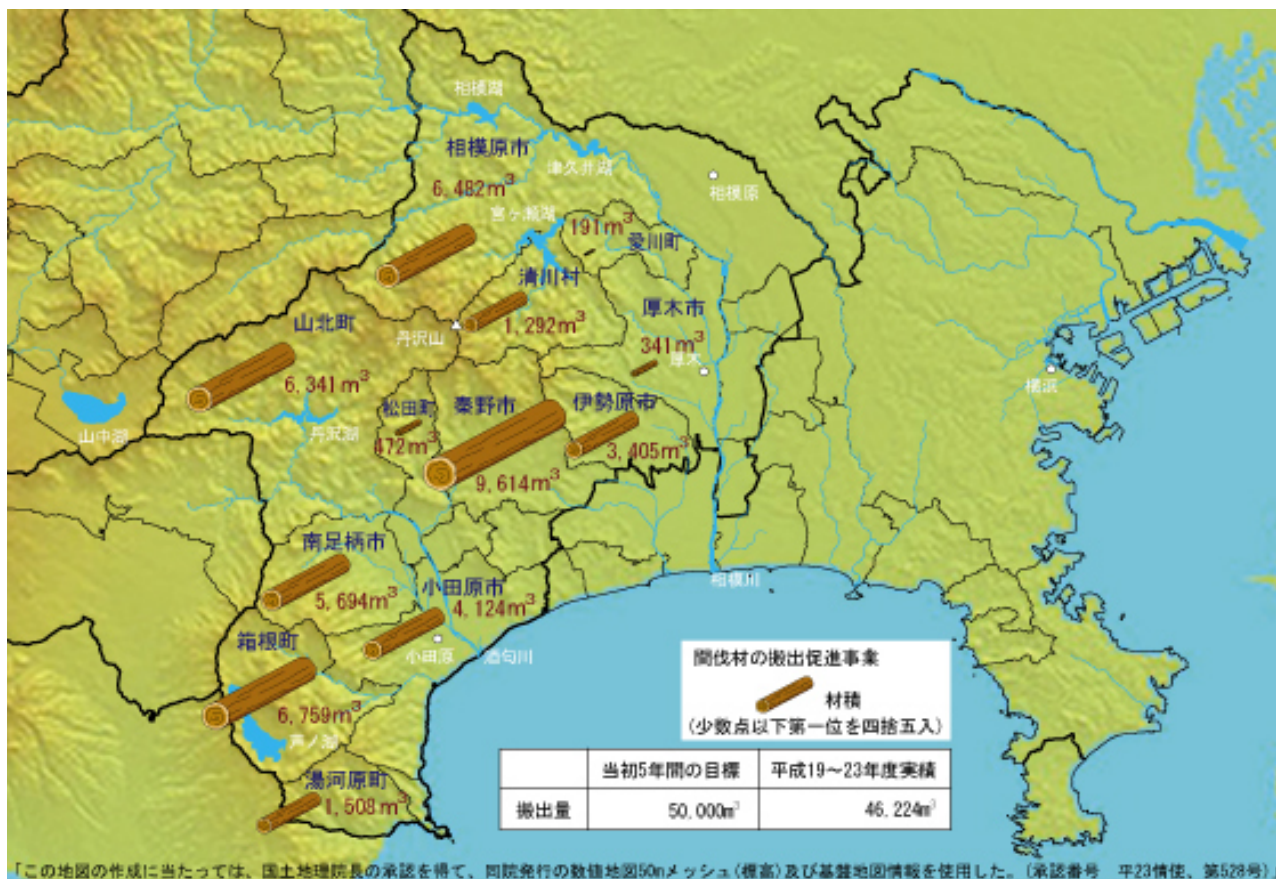 相模湖
相模原市
6,482m³
津久井湖
相模原
宮ヶ瀬湖
191m³
愛川町
清川村
1,292m³
丹沢山
厚木市
341m³
厚木
山北町
6,341m³
山中湖
丹沢湖
松田町
472m³
秦野市
9,614m³
伊勢原市
3,405m³
横浜
南足柄市
5,694m³
小田原市
4,124m³
小田原
酒匂川
相模川
箱根町
6,759m³
芦ノ湖
湯河原町
1,508m³
間伐材の搬出促進事業
材積
(少数点以下第一位を四捨五入)
当初5年間の目標 平成19～23年度実績
搬出量 50,000m³ 46,224m³
「この地図の作成に当たっては、国土地理院長の承認を得て、同院発行の数値地図50mメッシュ(標高)及び基盤地図情報を使用した。(承認番号 平23情使、第528号)」